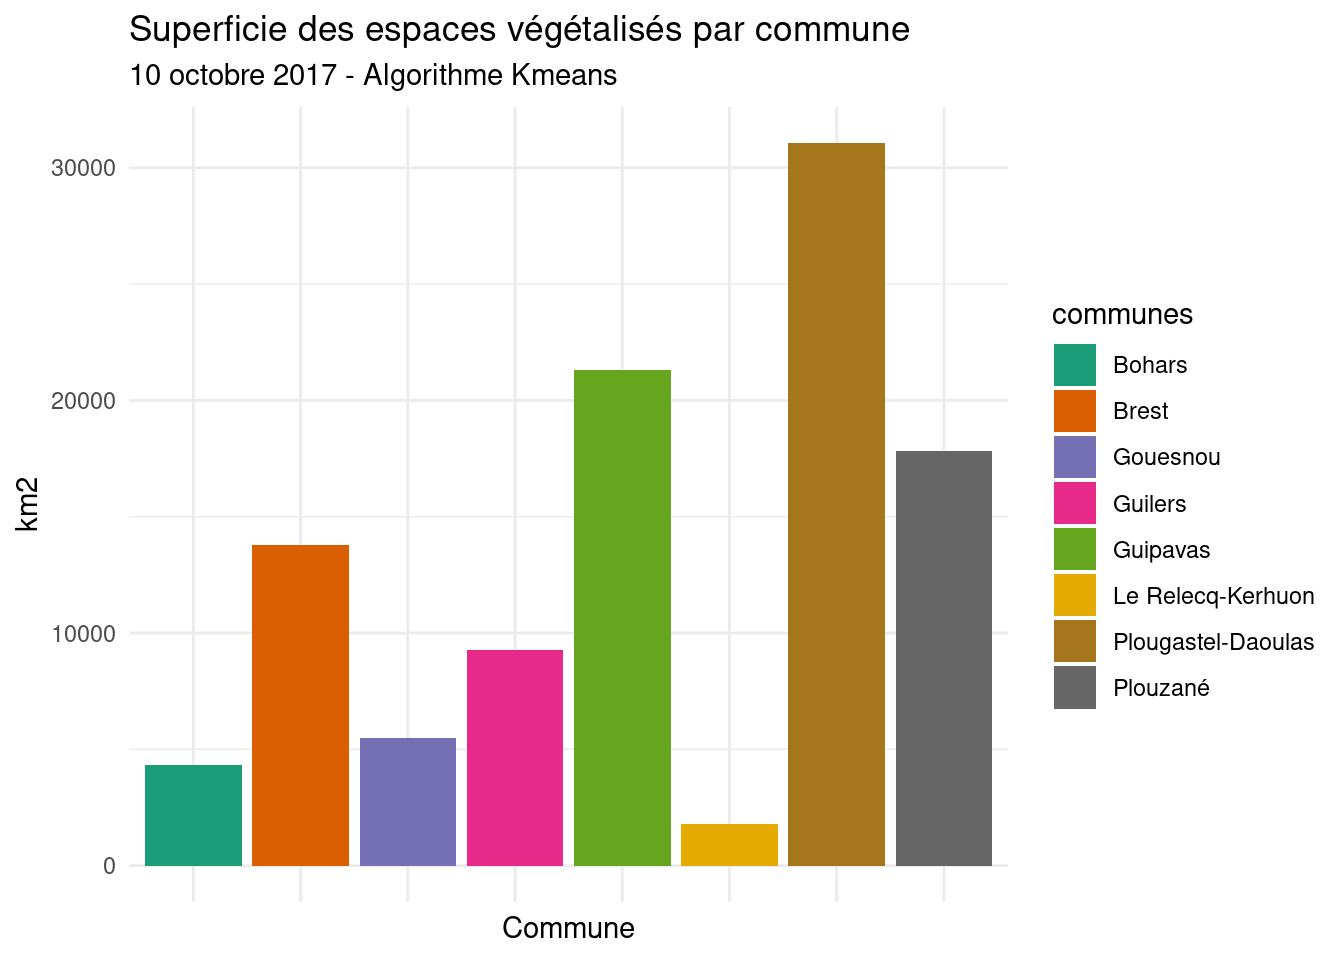 Superficie des espaces végétalisés par commune
10 octobre 2017 - Algorithme Kmeans
30000
20000
10000
0
km2
Commune
communes
Bohars
Brest
Gouesnou
Guilers
Guipavas
Le Relecq-Kerhuon
Plougastel-Daoulas
Plouzané